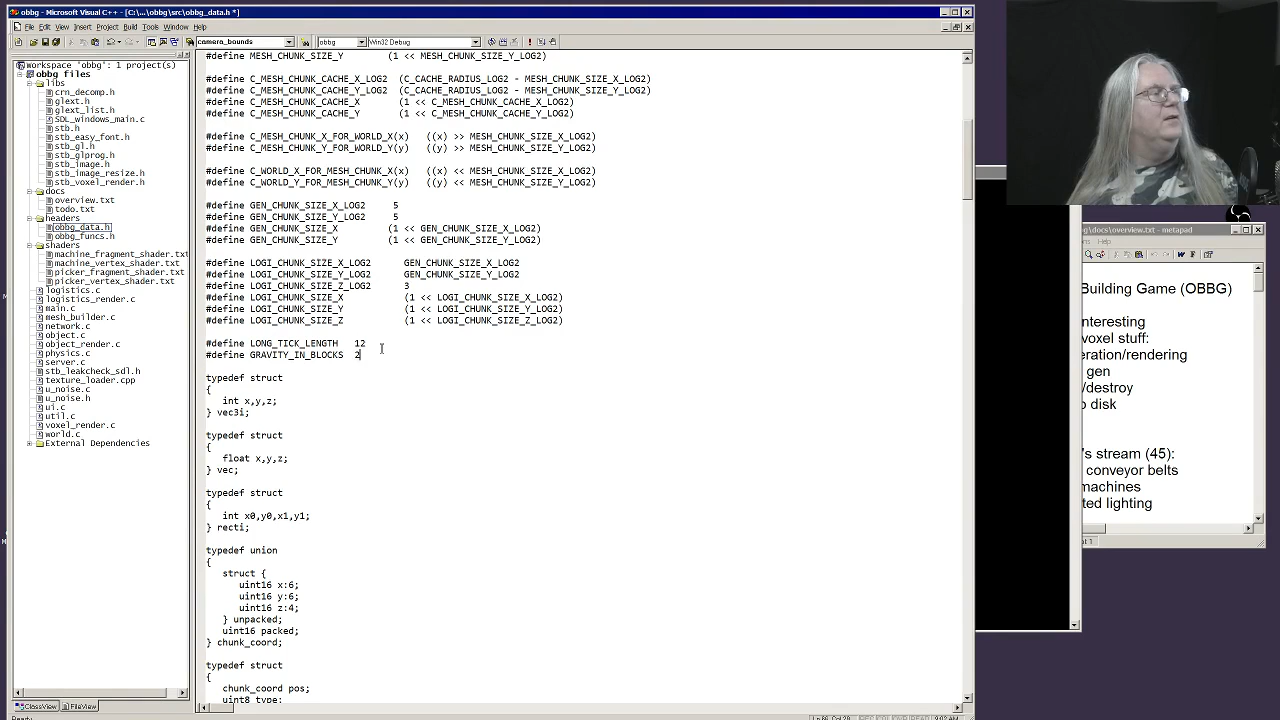 obbg - Microsoft Visual C++ - [C:\...\obbg\src\obbg_data.h *]
File Edit View Insert Project Build Tools Window Help
camera_bounds obbg Win32 Debug
Workspace 'obbg': 1 project(s)
obbg files
libs
crn_decomp.h
glext.h
glext_list.h
SDL_windows_main.c
stb.h
stb_easy_font.h
stb_gl.h
stb_glprog.h
stb_image.h
stb_image_resize.h
stb_voxel_render.h
docs
overview.txt
todo.txt
headers
obbg_data.h
obbg_funcs.h
shaders
machine_fragment_shader.txt
machine_vertex_shader.txt
picker_fragment_shader.txt
picker_vertex_shader.txt
logistics.c
logistics_render.c
main.c
mesh_builder.c
network.c
object.c
object_render.c
physics.c
server.c
stb_leakcheck_sdl.h
texture_loader.cpp
u_noise.c
u_noise.h
ui.c
util.c
voxel_render.c
world.c
External Dependencies
ClassView FileView
#define MESH_CHUNK_SIZE_Y (1 << MESH_CHUNK_SIZE_Y_LOG2)
#define C_MESH_CHUNK_CACHE_X_LOG2 (C_CACHE_RADIUS_LOG2 - MESH_CHUNK_SIZE_X_LOG2)
#define C_MESH_CHUNK_CACHE_Y_LOG2 (C_CACHE_RADIUS_LOG2 - MESH_CHUNK_SIZE_Y_LOG2)
#define C_MESH_CHUNK_CACHE_X (1 << C_MESH_CHUNK_CACHE_X_LOG2)
#define C_MESH_CHUNK_CACHE_Y (1 << C_MESH_CHUNK_CACHE_Y_LOG2)
#define C_MESH_CHUNK_X_FOR_WORLD_X(x) ((x) >> MESH_CHUNK_SIZE_X_LOG2)
#define C_MESH_CHUNK_Y_FOR_WORLD_Y(y) ((y) >> MESH_CHUNK_SIZE_Y_LOG2)
#define C_WORLD_X_FOR_MESH_CHUNK_X(x) ((x) << MESH_CHUNK_SIZE_X_LOG2)
#define C_WORLD_Y_FOR_MESH_CHUNK_Y(y) ((y) << MESH_CHUNK_SIZE_Y_LOG2)
#define GEN_CHUNK_SIZE_X_LOG2 5
#define GEN_CHUNK_SIZE_Y_LOG2 5
#define GEN_CHUNK_SIZE_X (1 << GEN_CHUNK_SIZE_X_LOG2)
#define GEN_CHUNK_SIZE_Y (1 << GEN_CHUNK_SIZE_Y_LOG2)
#define LOGI_CHUNK_SIZE_X_LOG2 GEN_CHUNK_SIZE_X_LOG2
#define LOGI_CHUNK_SIZE_Y_LOG2 GEN_CHUNK_SIZE_Y_LOG2
#define LOGI_CHUNK_SIZE_Z_LOG2 3
#define LOGI_CHUNK_SIZE_X (1 << LOGI_CHUNK_SIZE_X_LOG2)
#define LOGI_CHUNK_SIZE_Y (1 << LOGI_CHUNK_SIZE_Y_LOG2)
#define LOGI_CHUNK_SIZE_Z (1 << LOGI_CHUNK_SIZE_Z_LOG2)
#define LONG_TICK_LENGTH 12
#define GRAVITY_IN_BLOCKS 2
typedef struct
{
int x,y,z;
} vec3i;
typedef struct
{
float x,y,z;
} vec;
typedef struct
{
int x0,y0,x1,y1;
} recti;
typedef union
{
struct {
uint16 x:6;
uint16 y:6;
uint16 z:4;
} unpacked;
uint16 packed;
} chunk_coord;
typedef struct
{
chunk_coord pos;
uint8 type;
Ready
bg\docs\overview.txt - metapad
Help
Building Game (OBBG)
interesting
voxel stuff:
eration/rendering
gen
/destroy
o disk
's stream (45):
conveyor belts
machines
ted lighting